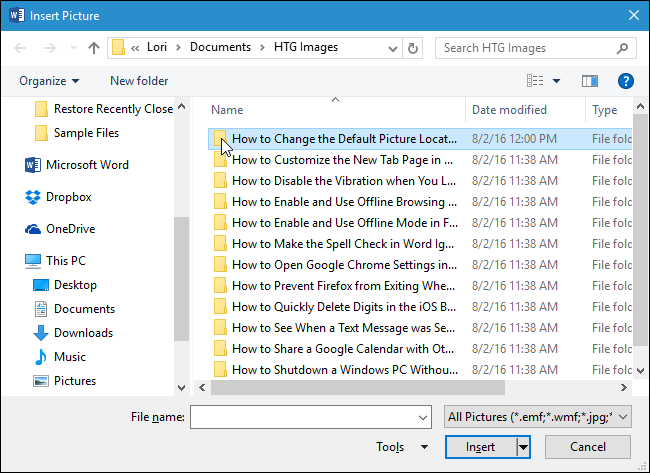 Insert Picture
« Lori > Documents > HTG Images
Search HTG Images
Organize New folder
Name Date modified Type
Restore Recently Close
Sample Files
Microsoft Word
Dropbox
OneDrive
This PC
Desktop
Documents
Downloads
Music
Pictures
How to Change the Default Picture Locat... 8/2/16 12:00 PM File fold
How to Customize the New Tab Page in ... 8/2/16 11:38 AM File fold
How to Disable the Vibration when You L... 8/2/16 11:38 AM File fold
How to Enable and Use Offline Browsing ... 8/2/16 11:38 AM File fold
How to Enable and Use Offline Mode in F... 8/2/16 11:38 AM File fold
How to Make the Spell Check in Word Ig... 8/2/16 11:38 AM File fold
How to Open Google Chrome Settings in... 8/2/16 11:38 AM File fold
How to Prevent Firefox from Exiting Whe... 8/2/16 11:38 AM File fold
How to Quickly Delete Digits in the iOS B... 8/2/16 11:38 AM File fold
How to See When a Text Message was Se... 8/2/16 11:38 AM File fold
How to Share a Google Calendar with Ot... 8/2/16 11:38 AM File fold
How to Shutdown a Windows PC Withou... 8/2/16 11:38 AM File fold
File name: All Pictures (*.emf;*.wmf;*.jpg;*
Tools Insert Cancel